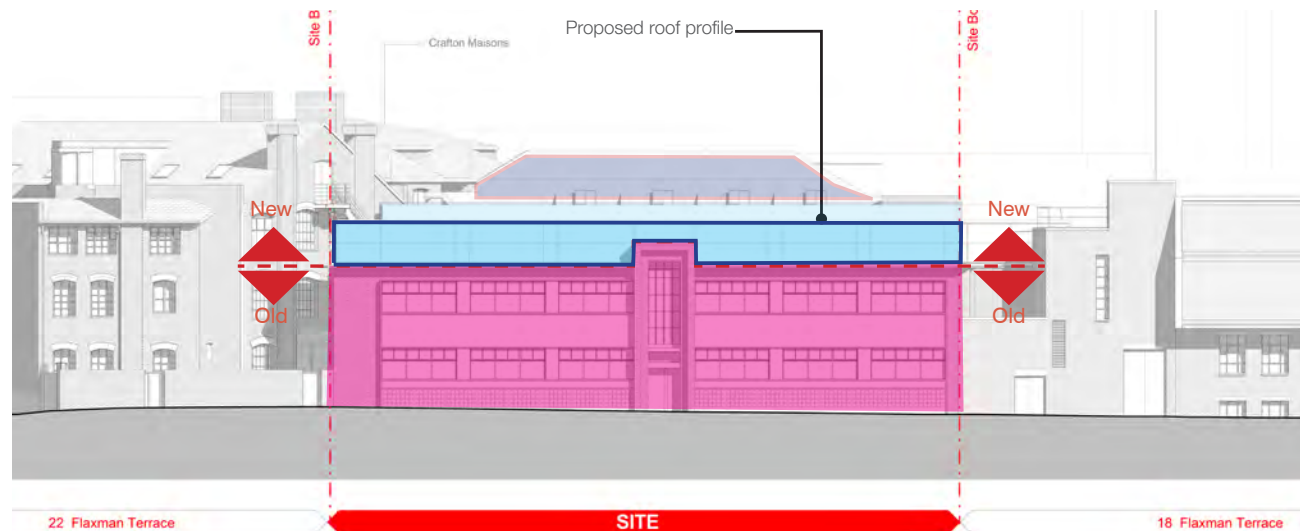 Site B
Proposed roof profile
Site Bo
Crafton Maisons
New
New
Old
Old
22 Flaxman Terrace
SITE
18 Flaxman Terrace